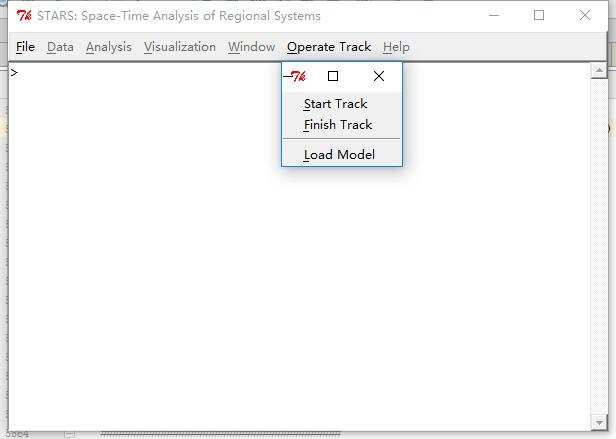 STARS: Space-Time Analysis of Regional Systems
File Data Analysis Visualization Window Operate Track Help
>
Start Track
Finish Track
Load Model
5564